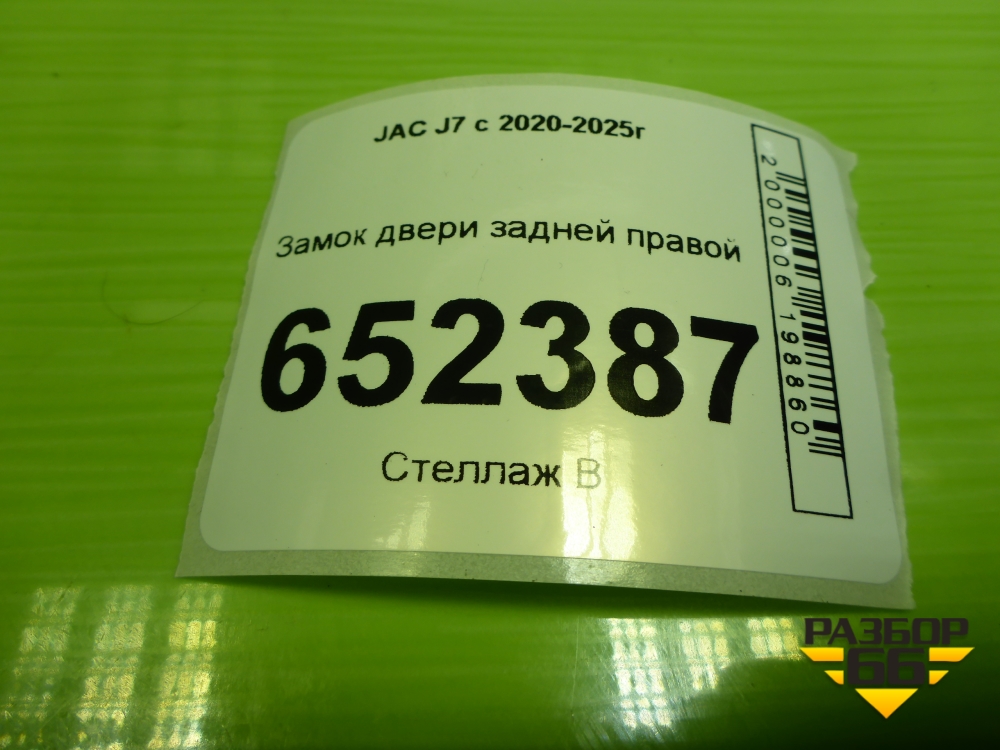 JAC J7 с 2020-2025г
Замок двери задней правой
652387
Стеллаж В
2000006198860
РАЗБОР
66